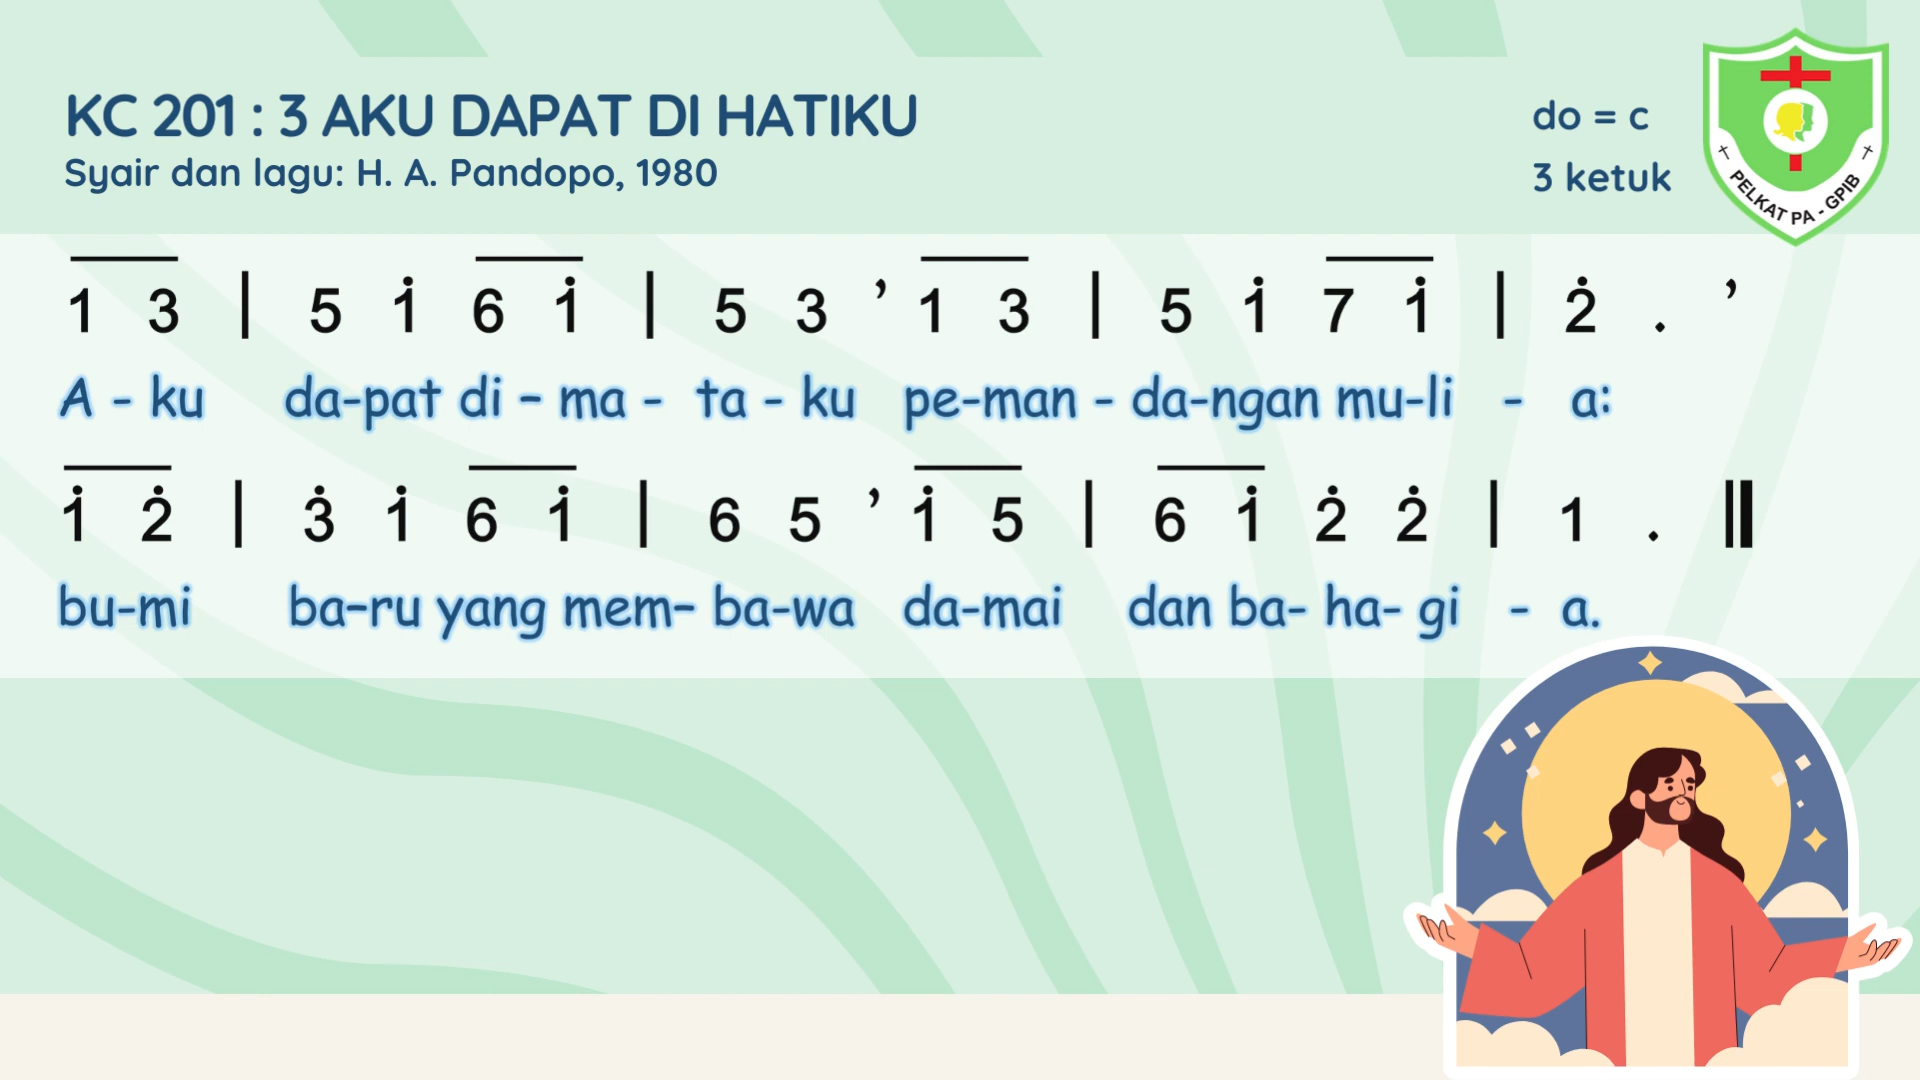 KC 201 : 3 AKU DAPAT DI HATIKU
Syair dan lagu: H. A. Pandopo, 1980
do = c
3 ketuk
PELKAT PA - GPIB
1 3 | 5 1̇ 6 1̇ | 5 3 ’ 1 3 | 5 1̇ 7 1̇ | 2̇ . ’
A - ku da-pat di – ma - ta - ku pe-man - da-ngan mu-li - a:
1̇ 2̇ | 3̇ 1̇ 6 1̇ | 6 5 ’ 1̇ 5 | 6 1̇ 2̇ 2̇ | 1 . ||
bu-mi ba–ru yang mem– ba-wa da-mai dan ba- ha- gi - a.